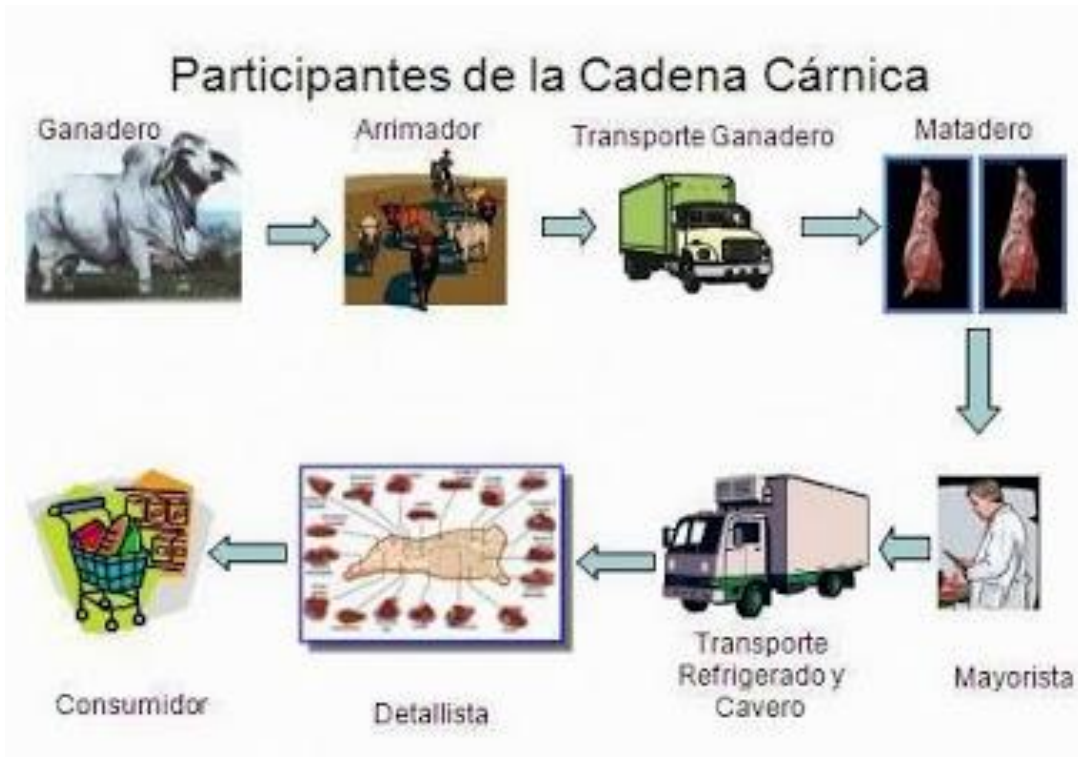 Participantes de la Cadena Cárnica
Ganadero
Arrimador
Transporte Ganadero
Matadero
Consumidor
Detallista
Transporte
Refrigerado y
Cavero
Mayorista